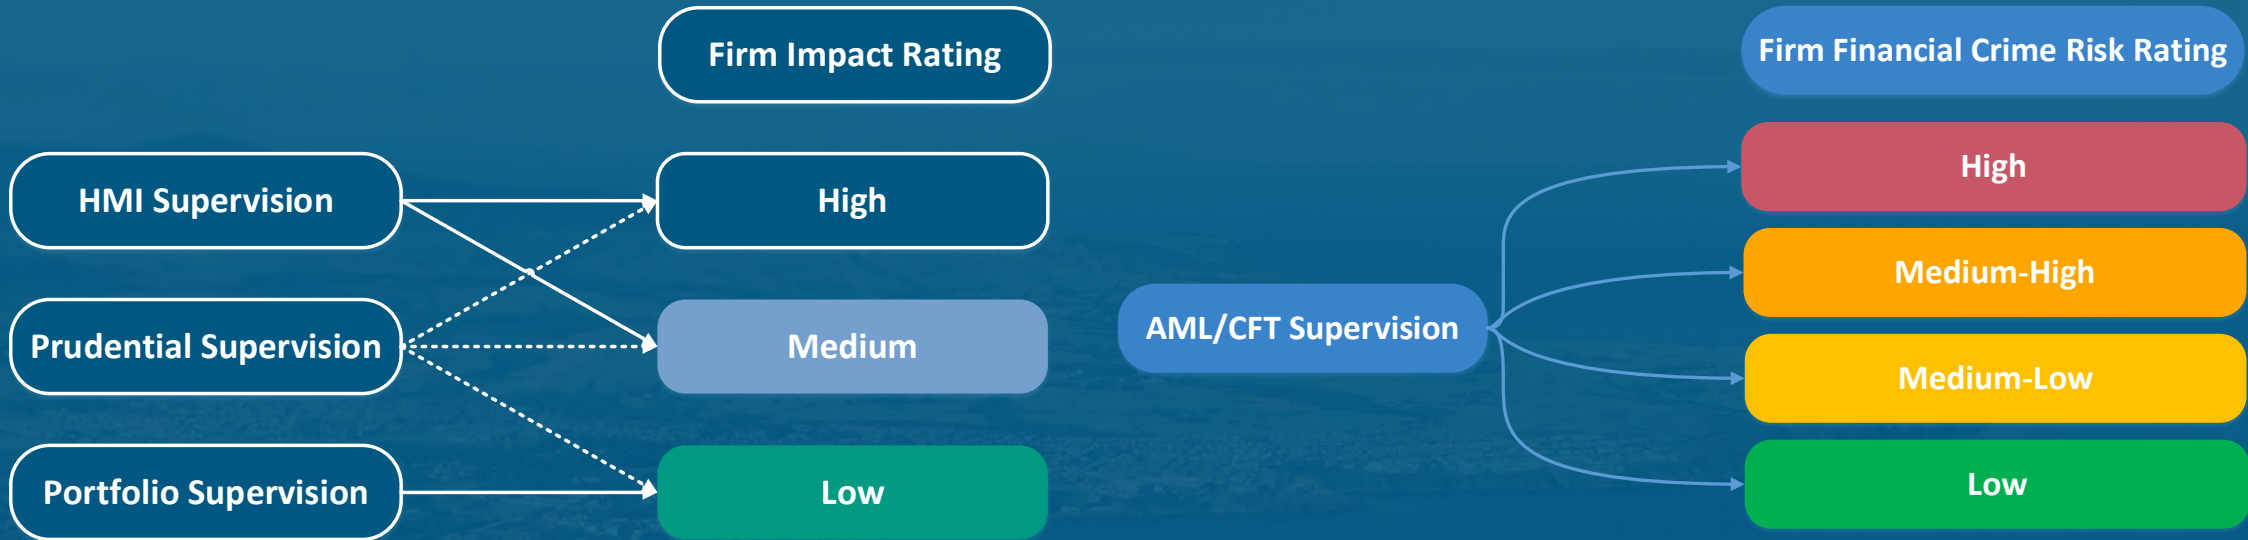 Firm Impact Rating
HMI Supervision
High
Prudential Supervision
Medium
Portfolio Supervision
Low
Firm Financial Crime Risk Rating
AML/CFT Supervision
High
Medium-High
Medium-Low
Low